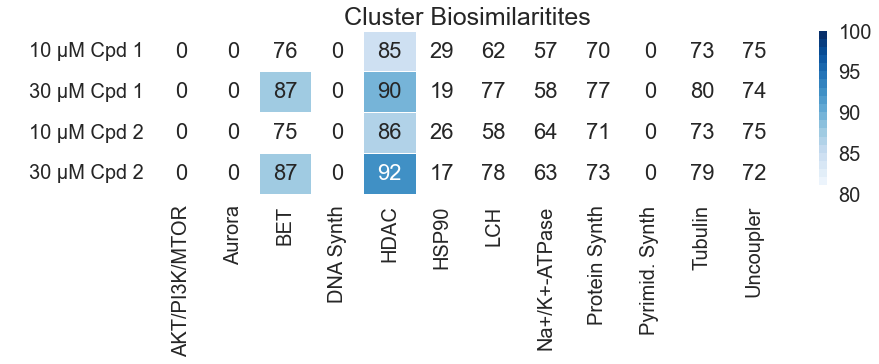 Cluster Biosimilaritites
10 µM Cpd 1 0 0 76 0 85 29 62 57 70 0 73 75
30 µM Cpd 1 0 0 87 0 90 19 77 58 77 0 80 74
10 µM Cpd 2 0 0 75 0 86 26 58 64 71 0 73 75
30 µM Cpd 2 0 0 87 0 92 17 78 63 73 0 79 72
AKT/PI3K/MTOR
Aurora
BET
DNA Synth
HDAC
HSP90
LCH
Na+/K+-ATPase
Protein Synth
Pyrimid. Synth
Tubulin
Uncoupler
100
95
90
85
80